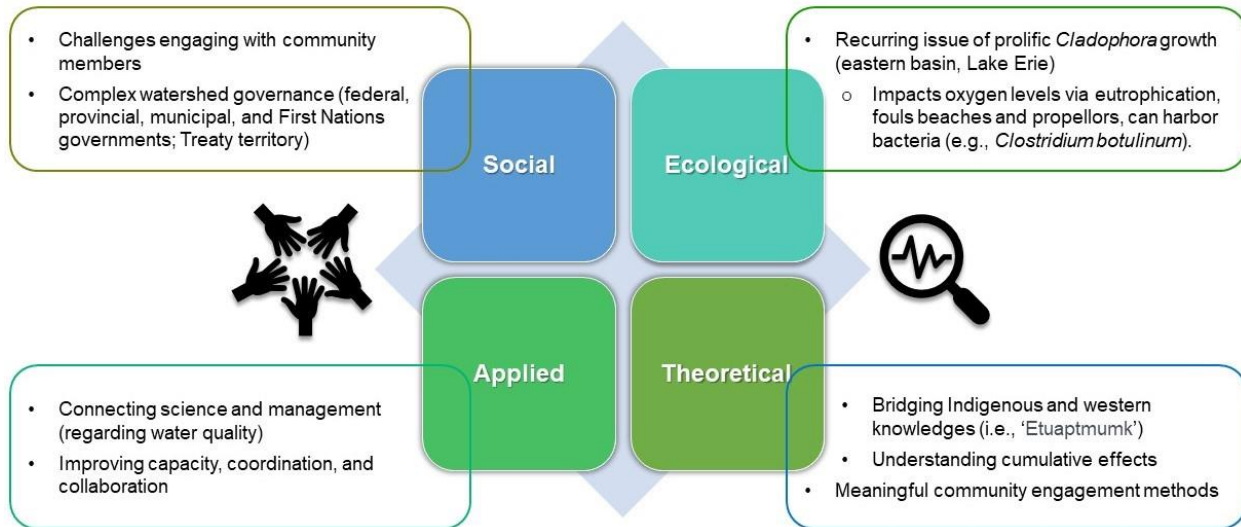 • Challenges engaging with community
members
• Complex watershed governance (federal,
provincial, municipal, and First Nations
governments; Treaty territory)
Social
Ecological
• Recurring issue of prolific Cladophora growth
(eastern basin, Lake Erie)
o Impacts oxygen levels via eutrophication,
fouls beaches and propellors, can harbor
bacteria (e.g., Clostridium botulinum).
Applied
Theoretical
• Connecting science and management
(regarding water quality)
• Improving capacity, coordination, and
collaboration
• Bridging Indigenous and western
knowledges (i.e., ‘Etuaptmumk’)
• Understanding cumulative effects
• Meaningful community engagement methods